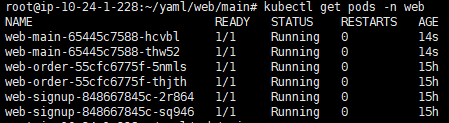 root@ip-10-24-1-228:~/yaml/web/main# kubectl get pods -n web
NAME READY STATUS RESTARTS AGE
web-main-65445c7588-hcvbl 1/1 Running 0 14s
web-main-65445c7588-thw52 1/1 Running 0 14s
web-order-55cfc6775f-5nmls 1/1 Running 0 15h
web-order-55cfc6775f-thjth 1/1 Running 0 15h
web-signup-848667845c-2r864 1/1 Running 0 15h
web-signup-848667845c-sq946 1/1 Running 0 15h